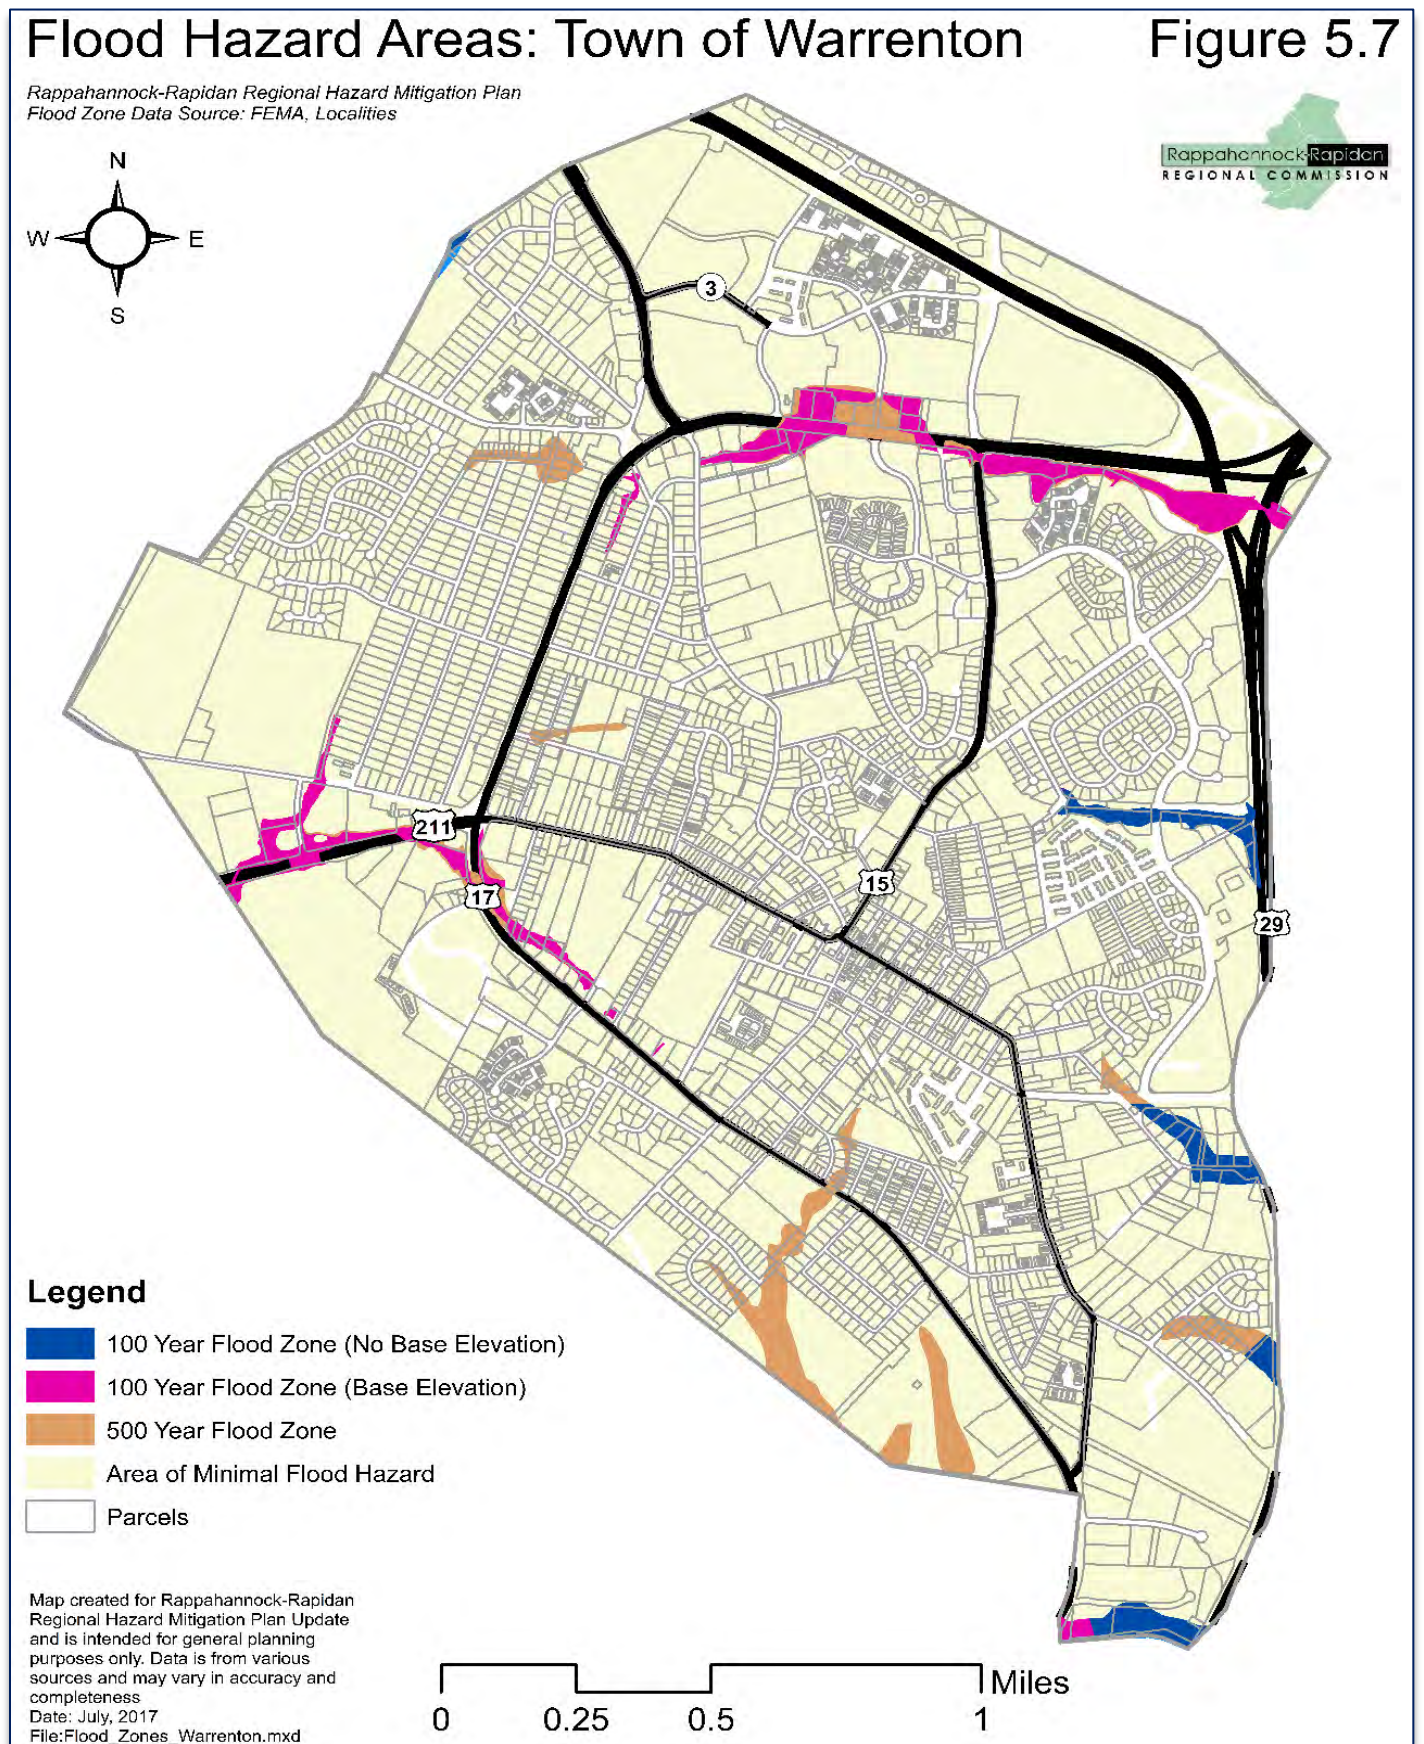 Flood Hazard Areas: Town of Warrenton
Figure 5.7
Rappahannock-Rapidan Regional Hazard Mitigation Plan
Flood Zone Data Source: FEMA, Localities
Rappahannock-Rapidan
REGIONAL COMMISSION
N
W
E
S
3
211
17
15
29
Legend
100 Year Flood Zone (No Base Elevation)
100 Year Flood Zone (Base Elevation)
500 Year Flood Zone
Area of Minimal Flood Hazard
Parcels
Map created for Rappahannock-Rapidan
Regional Hazard Mitigation Plan Update
and is intended for general planning
purposes only. Data is from various
sources and may vary in accuracy and
completeness
Date: July, 2017
File:Flood_Zones_Warrenton.mxd
Miles
0 0.25 0.5 1